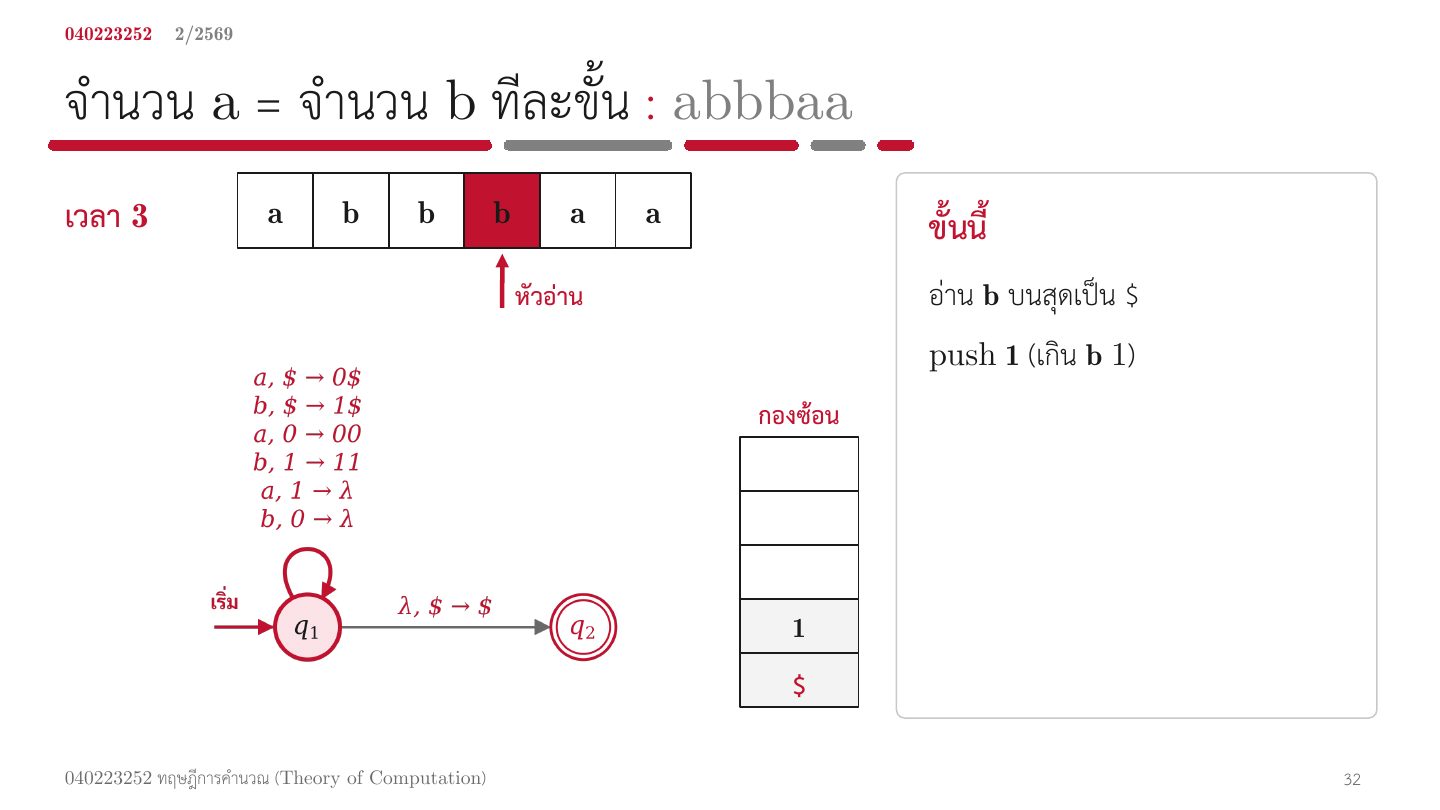 040223252 2/2569
จำนวน a = จำนวน b ทีละขั้น : abbbaa
เวลา 3
a b b b a a
หัวอ่าน
ขั้นนี้
อ่าน b บนสุดเป็น $
push 1 (เกิน b 1)
a, $ → 0$
b, $ → 1$
a, 0 → 00
b, 1 → 11
a, 1 → λ
b, 0 → λ
เริ่ม
q1
λ, $ → $
q2
กองซ้อน
1
$
040223252 ทฤษฎีการคำนวณ (Theory of Computation)
32